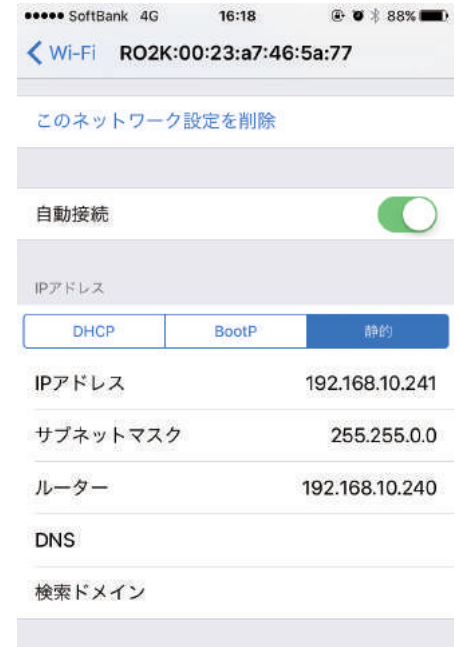 SoftBank 4G 16:18 88%
Wi-Fi RO2K:00:23:a7:46:5a:77
このネットワーク設定を削除
自動接続
IPアドレス
DHCP BootP 静的
IPアドレス 192.168.10.241
サブネットマスク 255.255.0.0
ルーター 192.168.10.240
DNS
検索ドメイン